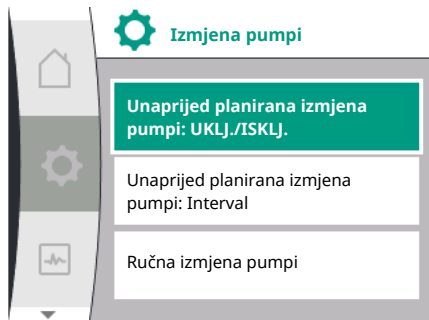 Izmjena pumpi
Unaprijed planirana izmjena
pumpi: UKLJ./ISKLJ.
Unaprijed planirana izmjena
pumpi: Interval
Ručna izmjena pumpi